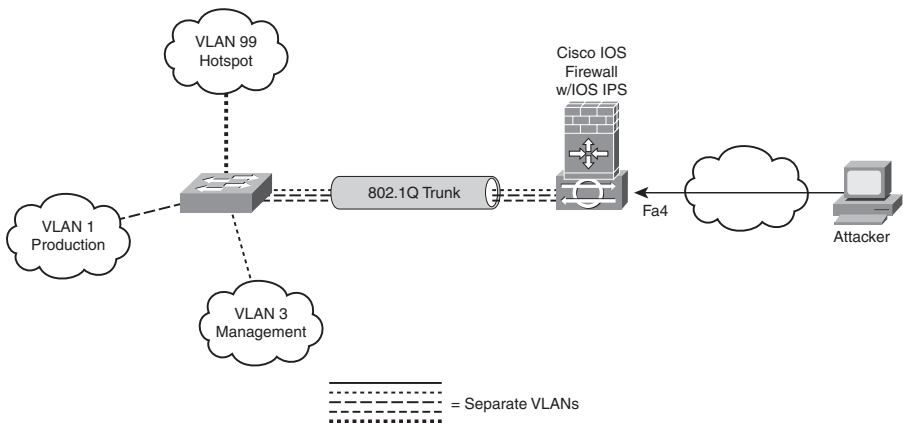 VLAN 99
Hotspot
Cisco IOS
Firewall
w/IOS IPS
802.1Q Trunk
Fa4
Attacker
VLAN 1
Production
VLAN 3
Management
= Separate VLANs